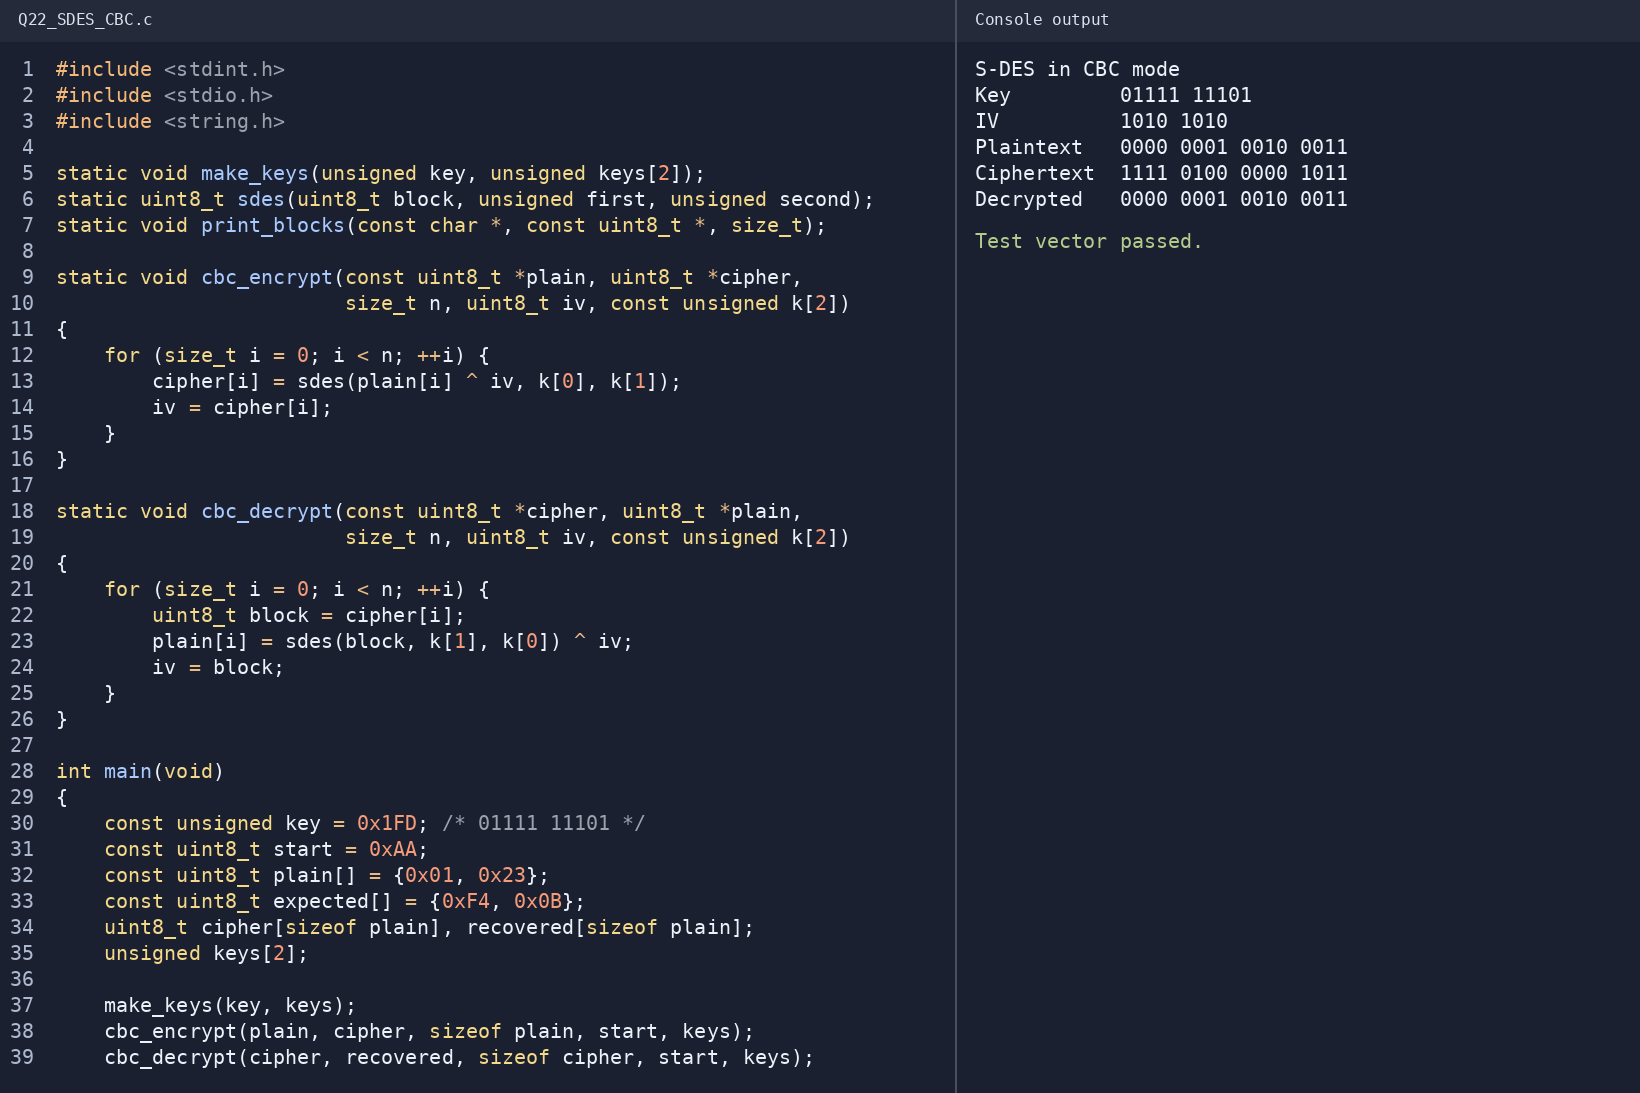 Q22_SDES_CBC.c
1 #include <stdint.h>
2 #include <stdio.h>
3 #include <string.h>
4
5 static void make_keys(unsigned key, unsigned keys[2]);
6 static uint8_t sdes(uint8_t block, unsigned first, unsigned second);
7 static void print_blocks(const char *, const uint8_t *, size_t);
8
9 static void cbc_encrypt(const uint8_t *plain, uint8_t *cipher,
10                         size_t n, uint8_t iv, const unsigned k[2])
11 {
12     for (size_t i = 0; i < n; ++i) {
13         cipher[i] = sdes(plain[i] ^ iv, k[0], k[1]);
14         iv = cipher[i];
15     }
16 }
17
18 static void cbc_decrypt(const uint8_t *cipher, uint8_t *plain,
19                         size_t n, uint8_t iv, const unsigned k[2])
20 {
21     for (size_t i = 0; i < n; ++i) {
22         uint8_t block = cipher[i];
23         plain[i] = sdes(block, k[1], k[0]) ^ iv;
24         iv = block;
25     }
26 }
27
28 int main(void)
29 {
30     const unsigned key = 0x1FD; /* 01111 11101 */
31     const uint8_t start = 0xAA;
32     const uint8_t plain[] = {0x01, 0x23};
33     const uint8_t expected[] = {0xF4, 0x0B};
34     uint8_t cipher[sizeof plain], recovered[sizeof plain];
35     unsigned keys[2];
36
37     make_keys(key, keys);
38     cbc_encrypt(plain, cipher, sizeof plain, start, keys);
39     cbc_decrypt(cipher, recovered, sizeof cipher, start, keys);
Console output
S-DES in CBC mode
Key         01111 11101
IV          1010 1010
Plaintext   0000 0001 0010 0011
Ciphertext  1111 0100 0000 1011
Decrypted   0000 0001 0010 0011
Test vector passed.